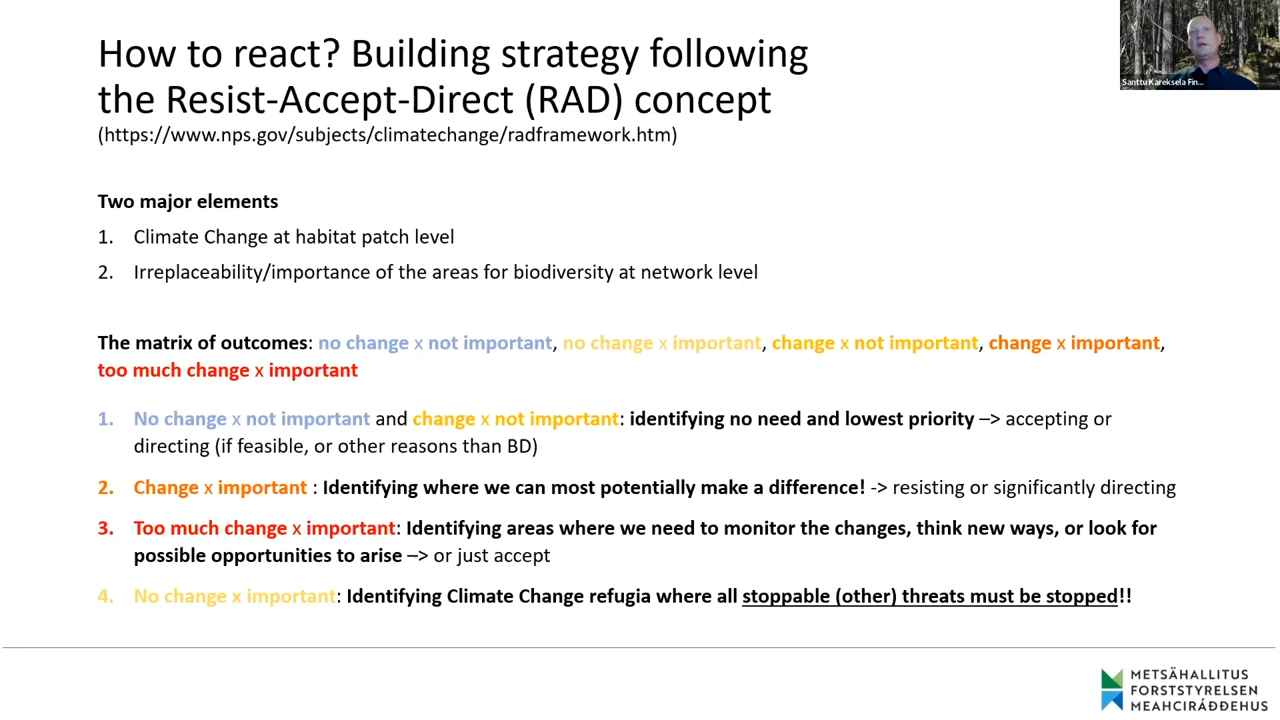 How to react? Building strategy following
the Resist-Accept-Direct (RAD) concept
(https://www.nps.gov/subjects/climatechange/radframework.htm)
Santtu Kareksela Fin...
Two major elements
1. Climate Change at habitat patch level
2. Irreplaceability/importance of the areas for biodiversity at network level
The matrix of outcomes: no change x not important, no change x important, change x not important, change x important,
too much change x important
1. No change x not important and change x not important: identifying no need and lowest priority –> accepting or
directing (if feasible, or other reasons than BD)
2. Change x important : Identifying where we can most potentially make a difference! -> resisting or significantly directing
3. Too much change x important: Identifying areas where we need to monitor the changes, think new ways, or look for
possible opportunities to arise –> or just accept
4. No change x important: Identifying Climate Change refugia where all stoppable (other) threats must be stopped!!
METSÄHALLITUS
FORSTSTYRELSEN
MEAHCIRÁĐĐEHUS